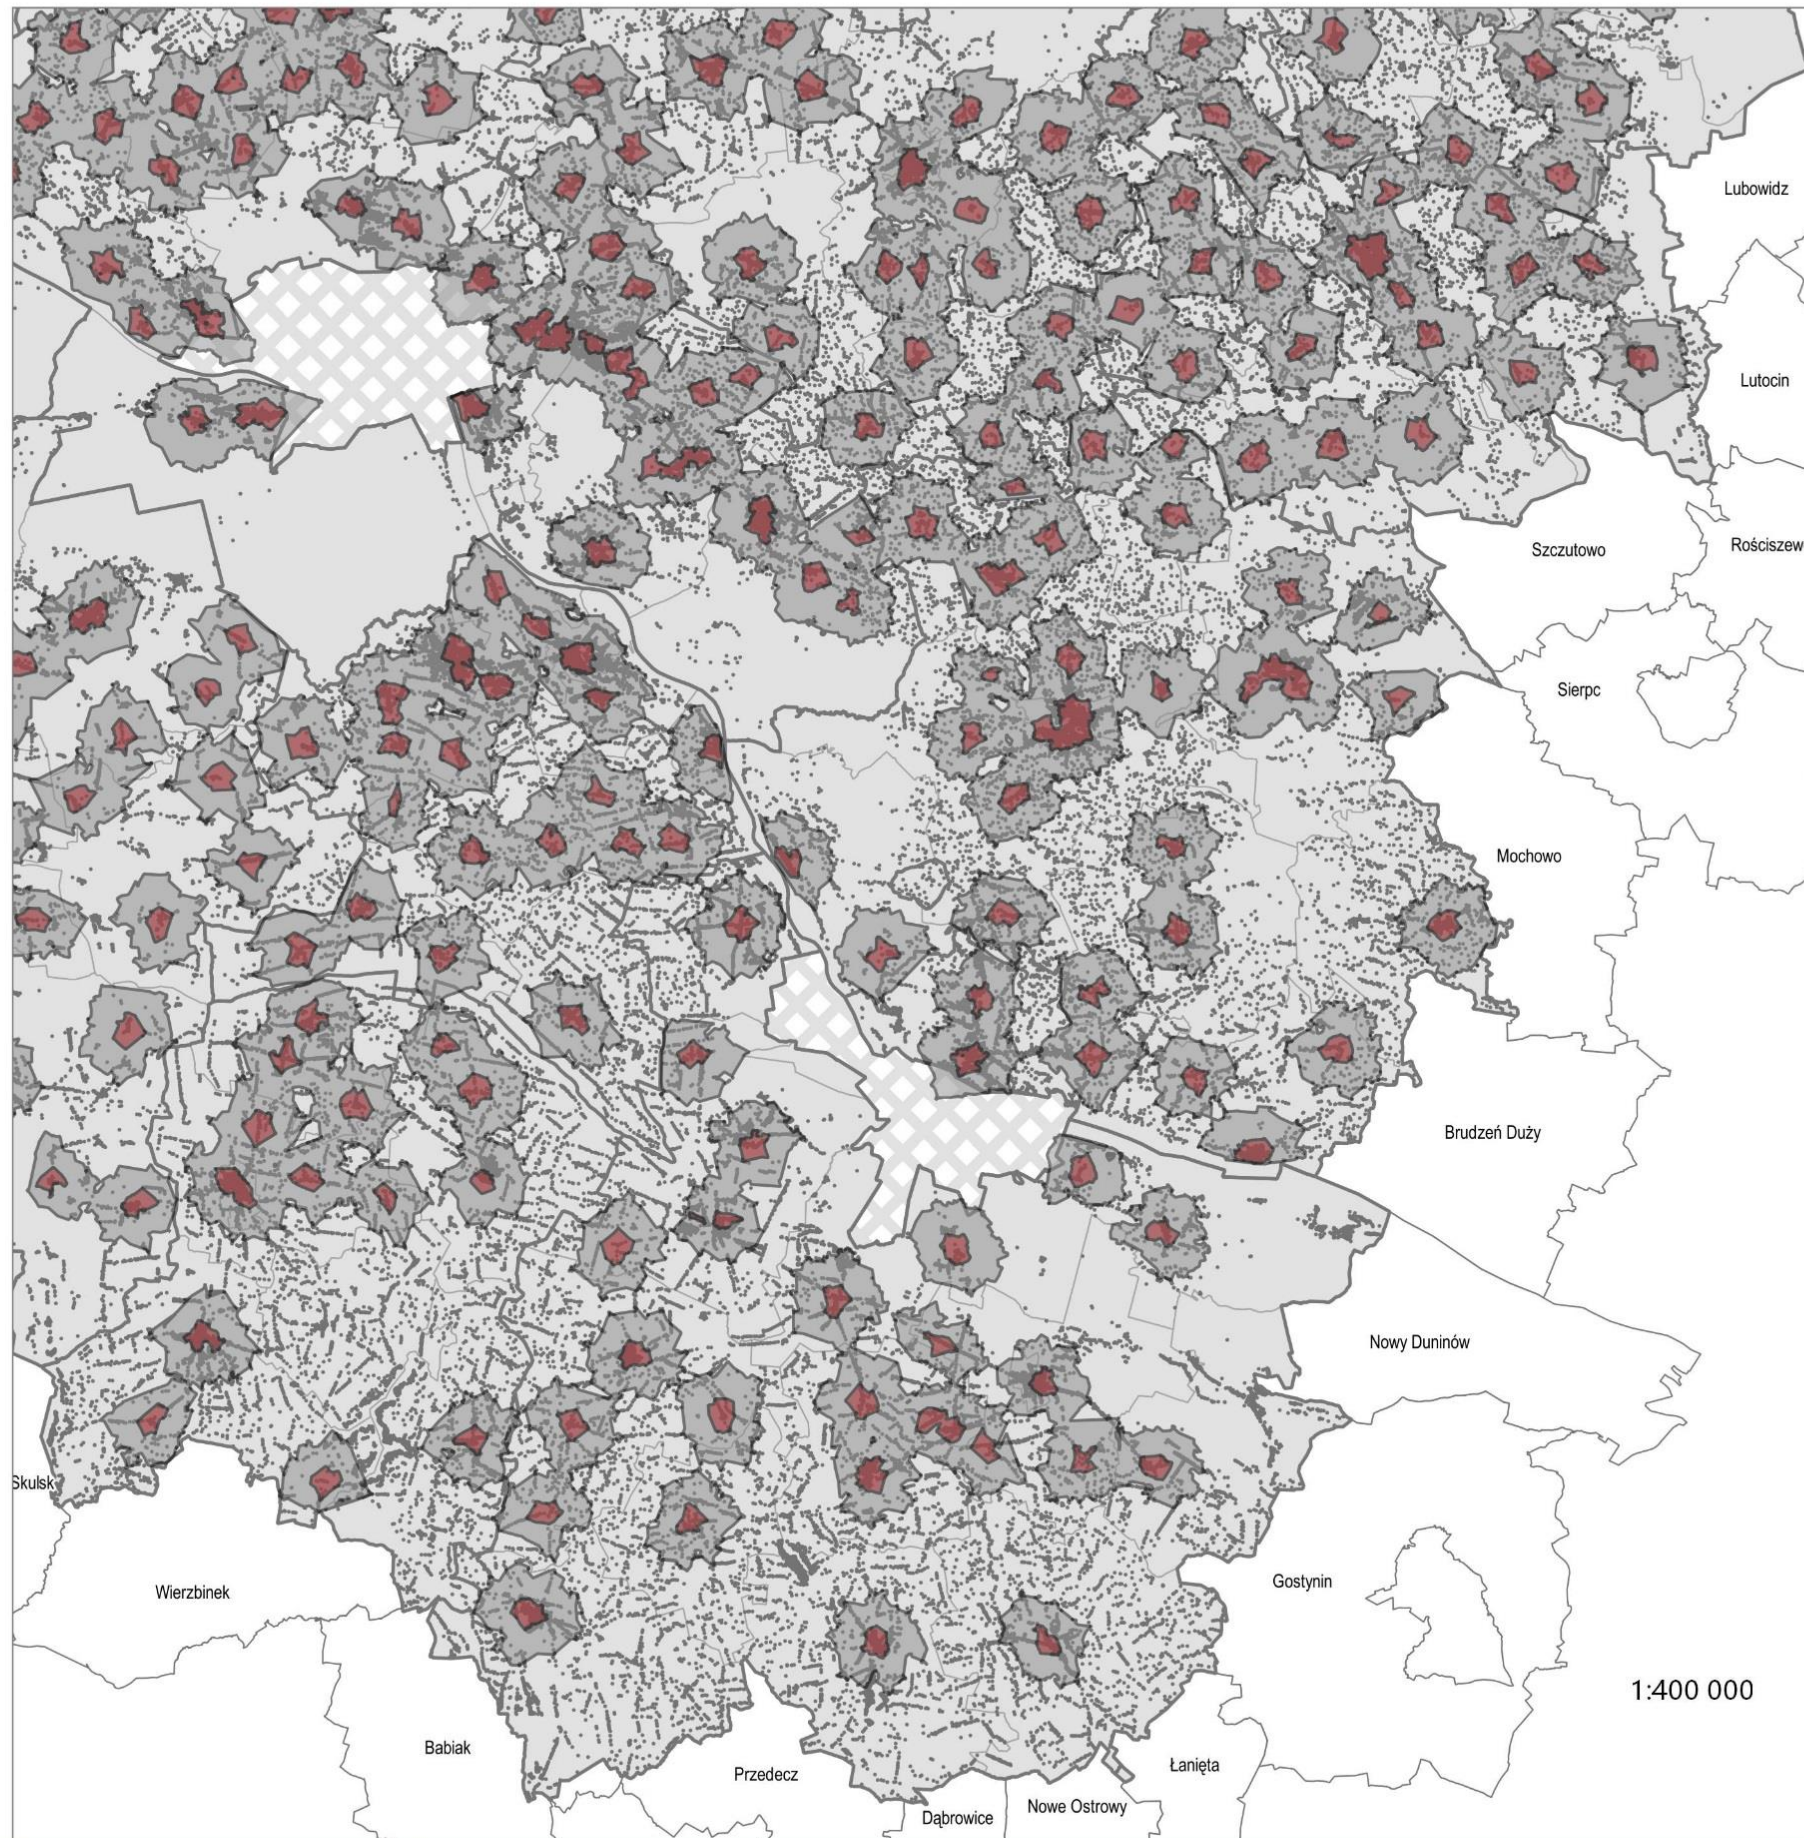 Lubowidz
Lutocin
Szczutowo
Rościszew
Sierpc
Mochowo
Brudzeń Duży
Nowy Duninów
Skulsk
Wierzbinek
Gostynin
1:400 000
Babiak
Przedecz
Łanięta
Dąbrowice
Nowe Ostrowy